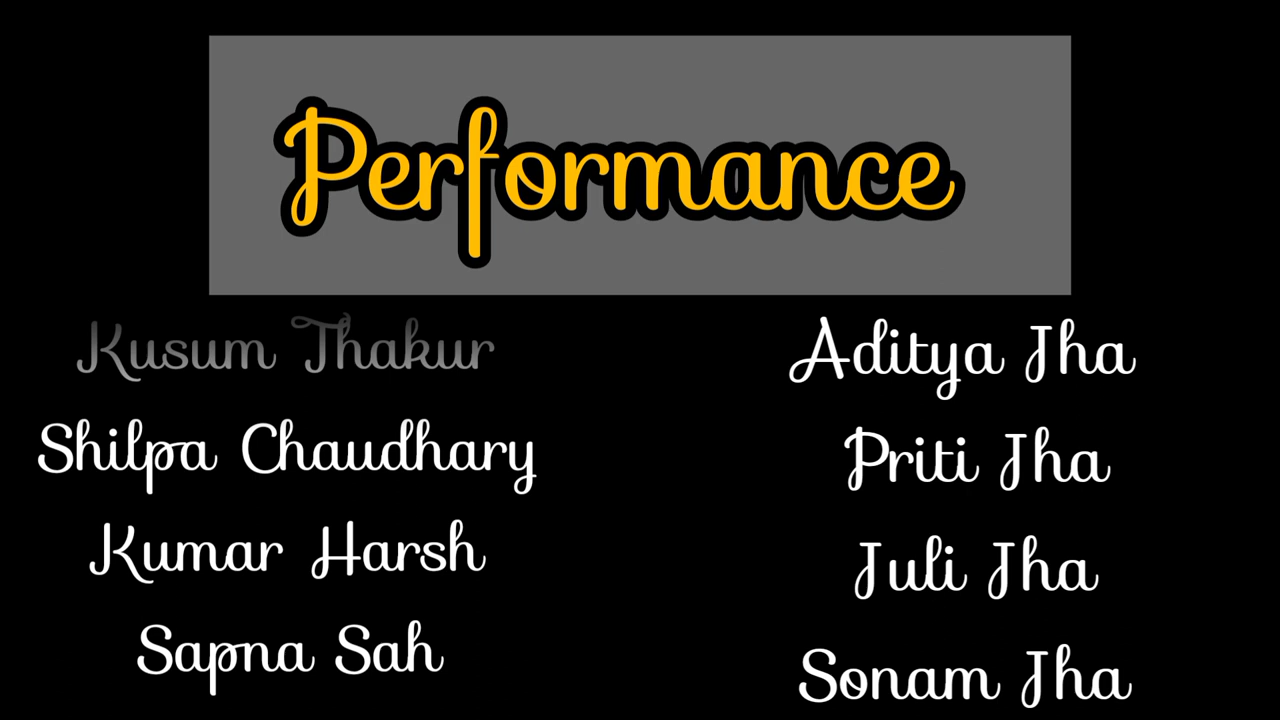 Performance
Kusum Thakur
Shilpa Chaudhary
Kumar Harsh
Sapna Sah
Aditya Jha
Priti Jha
Juli Jha
Sonam Jha